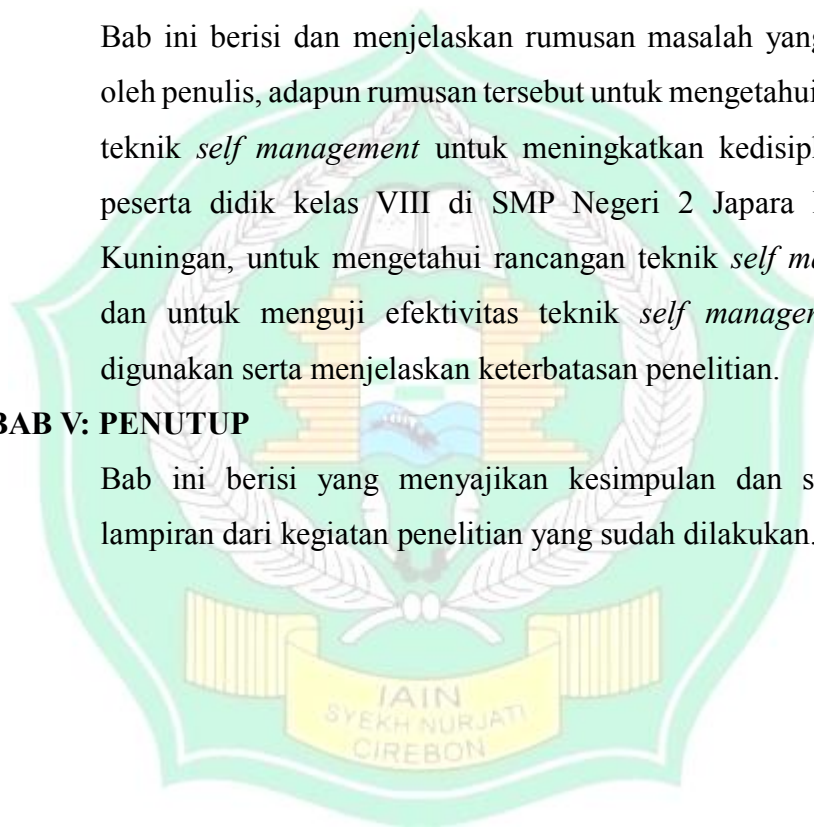 Bab ini berisi dan menjelaskan rumusan masalah yang
oleh penulis, adapun rumusan tersebut untuk mengetahui
teknik self management untuk meningkatkan
peserta didik kelas VIII di SMP Negeri 2 Japara
Kuningan, untuk mengetahui rancangan teknik self
dan untuk menguji efektivitas teknik self
digunakan serta menjelaskan keterbatasan penelitian.
BAB V: PENUTUP
Bab ini berisi yang menyajikan kesimpulan dan
lampiran dari kegiatan penelitian yang sudah dilakukan.
IAIN
SYEKH NURJATI
CIREBON